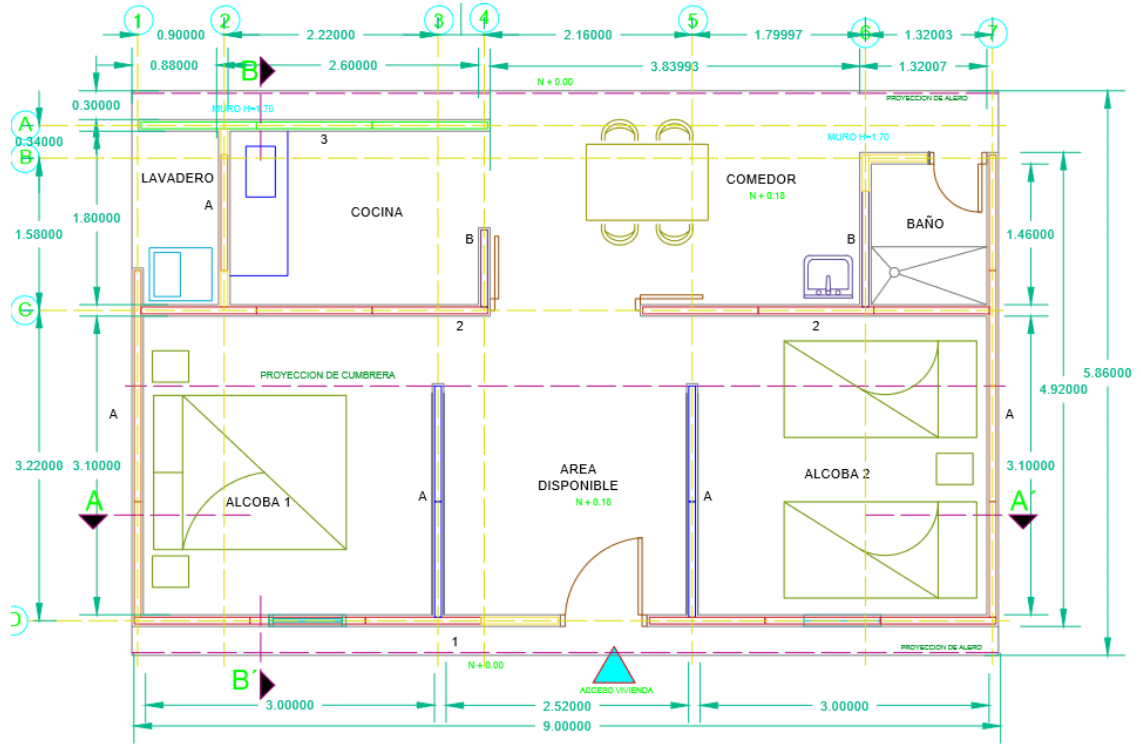 1 2 3 4 5 6 7
0.90000 2.22000 2.16000 1.79997 1.32003
0.88000 B 2.60000 3.83993 1.32007
N + 0.00
0.30000
PROYECCION DE ALERO
MURO H=1.70
A
0.34000
3
MURO H=1.70
B
LAVADERO
COMEDOR
N + 0.18
A
COCINA
1.80000
BAÑO
1.58000
B
B
1.46000
C
2
2
PROYECCION DE CUMBRERA
5.86000
4.92000
A
A
3.22000
3.10000
3.10000
AREA
DISPONIBLE
N + 0.18
ALCOBA 2
A
ALCOBA 1
A
A
A´
D
1
PROYECCION DE ALERO
N + 0.00
B´
ACCESO VIVIENDA
3.00000 2.52000 3.00000
9.00000